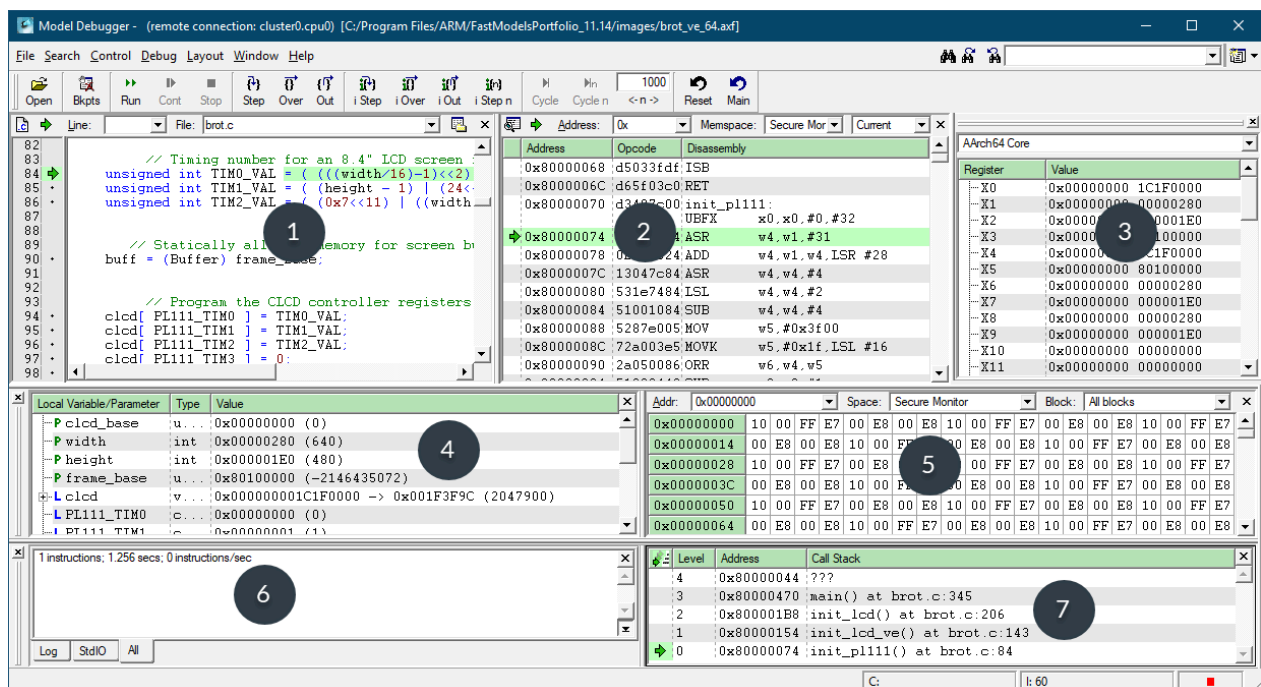 Model Debugger - (remote connection: cluster0.cpu0) [C:/Program Files/ARM/FastModelsPortfolio_11.14/images/brot_ve_64.axf]
File Search Control Debug Layout Window Help
Open Bkpts Run Cont Stop Step Over Out i Step i Over i Out i Step n Cycle Cycle n 1000 <- n -> Reset Main
Line: File: brot.c
82
83 // Timing number for an 8.4" LCD screen
84 unsigned int TIM0_VAL = ( (((width/16)-1)<<2)
85 unsigned int TIM1_VAL = ( (height - 1) | (24<
86 unsigned int TIM2_VAL = ( (0x7<<11) | ((width
87
88
89 // Statically memory for screen
90 buff = (Buffer)
91
92
93 // Program the CLCD controller registers
94 clcd[ PL111_TIM0 ] = TIM0_VAL;
95 clcd[ PL111_TIM1 ] = TIM1_VAL;
96 clcd[ PL111_TIM2 ] = TIM2_VAL;
97 clcd[ PL111_TIM3 ] = 0;
98
1
Address: 0x Memspace: Secure Mor Current
Address Opcode Disassembly
0x80000068 d5033fdf ISB
0x8000006C d65f03c0 RET
0x80000070 init_pl111:
UBFX x0,x0,#0,#32
0x80000074 ASR w4,w1,#31
0x80000078 ADD w4,w1,w4,LSR #28
0x8000007C 13047c84 ASR w4,w4,#4
0x80000080 531e7484 LSL w4,w4,#2
0x80000084 51001084 SUB w4,w4,#4
0x80000088 5287e005 MOV w5,#0x3f00
0x8000008C 72a003e5 MOVK w5,#0x1f,LSL #16
0x80000090 2a050086 ORR w6,w4,w5
2
AArch64 Core
Register Value
X0 0x00000000 1C1F0000
X1 0x00000000 00000280
X2
X3
X4
X5 0x00000000 80100000
X6 0x00000000 00000280
X7 0x00000000 000001E0
X8 0x00000000 00000280
X9 0x00000000 000001E0
X10 0x00000000 00000000
X11 0x00000000 00000000
3
Local Variable/Parameter Type Value
P clcd_base u... 0x00000000 (0)
P width int 0x00000280 (640)
P height int 0x000001E0 (480)
P frame_base u... 0x80100000 (-2146435072)
L clcd v... 0x000000001C1F0000 -> 0x001F3F9C (2047900)
L PL111_TIM0 c... 0x00000000 (0)
L PL111_TIM1 c... 0x00000001 (1)
4
Addr: 0x00000000 Space: Secure Monitor Block: All blocks
0x00000000 10 00 FF E7 00 E8 00 E8 10 00 FF E7 00 E8 00 E8 10 00 FF E7
0x00000014 00 E8 00 E8 10 00 00 E8 00 E8 10 00 FF E7 00 E8 00 E8
0x00000028 10 00 FF E7 00 E8 00 FF E7 00 E8 00 E8 10 00 FF E7
0x0000003C 00 E8 00 E8 10 00 E8 00 E8 10 00 FF E7 00 E8 00 E8
0x00000050 10 00 FF E7 00 E8 00 E8 10 00 FF E7 00 E8 00 E8 10 00 FF E7
0x00000064 00 E8 00 E8 10 00 FF E7 00 E8 00 E8 10 00 FF E7 00 E8 00 E8
5
1 instructions; 1.256 secs; 0 instructions/sec
6
Log StdIO All
Level Address Call Stack
4 0x80000044 ???
3 0x80000470 main() at brot.c:345
2 0x800001B8 init_lcd() at brot.c:206
1 0x80000154 init_lcd_ve() at brot.c:143
0 0x80000074 init_pl111() at brot.c:84
7
C: I: 60